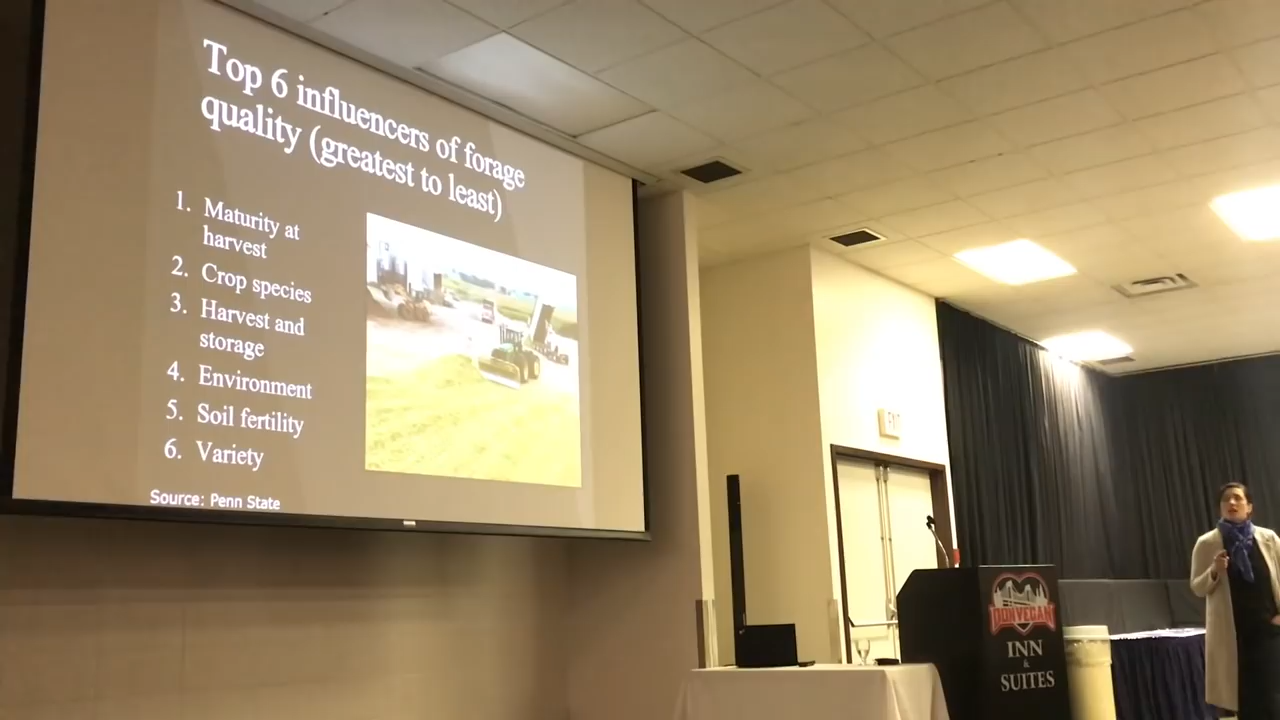 Top 6 influencers of forage
quality (greatest to least)
1. Maturity at
harvest
2. Crop species
3. Harvest and
storage
4. Environment
5. Soil fertility
6. Variety
Source: Penn State
EXIT
DONVEGAN
INN
&
SUITES